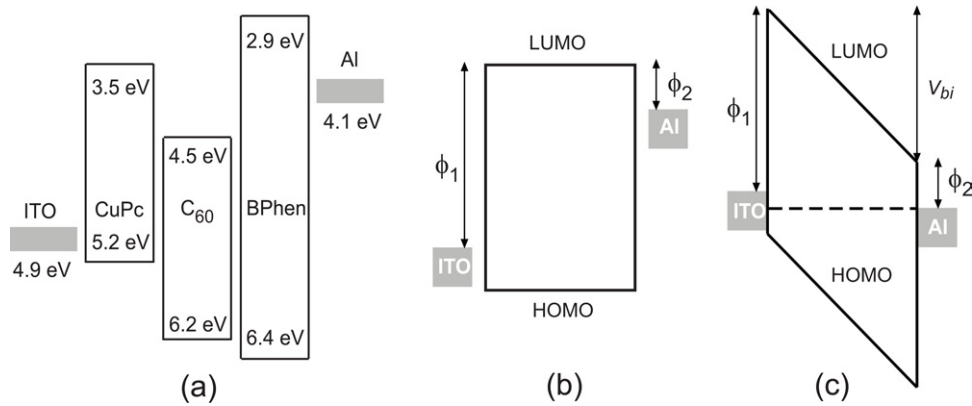 ITO
4.9 eV
3.5 eV
CuPc
5.2 eV
4.5 eV
C60
6.2 eV
2.9 eV
BPhen
6.4 eV
Al
4.1 eV
(a)
LUMO
ϕ1
ϕ2
Al
ITO
HOMO
(b)
LUMO
Vbi
ϕ1
ϕ2
ITO
Al
HOMO
(c)